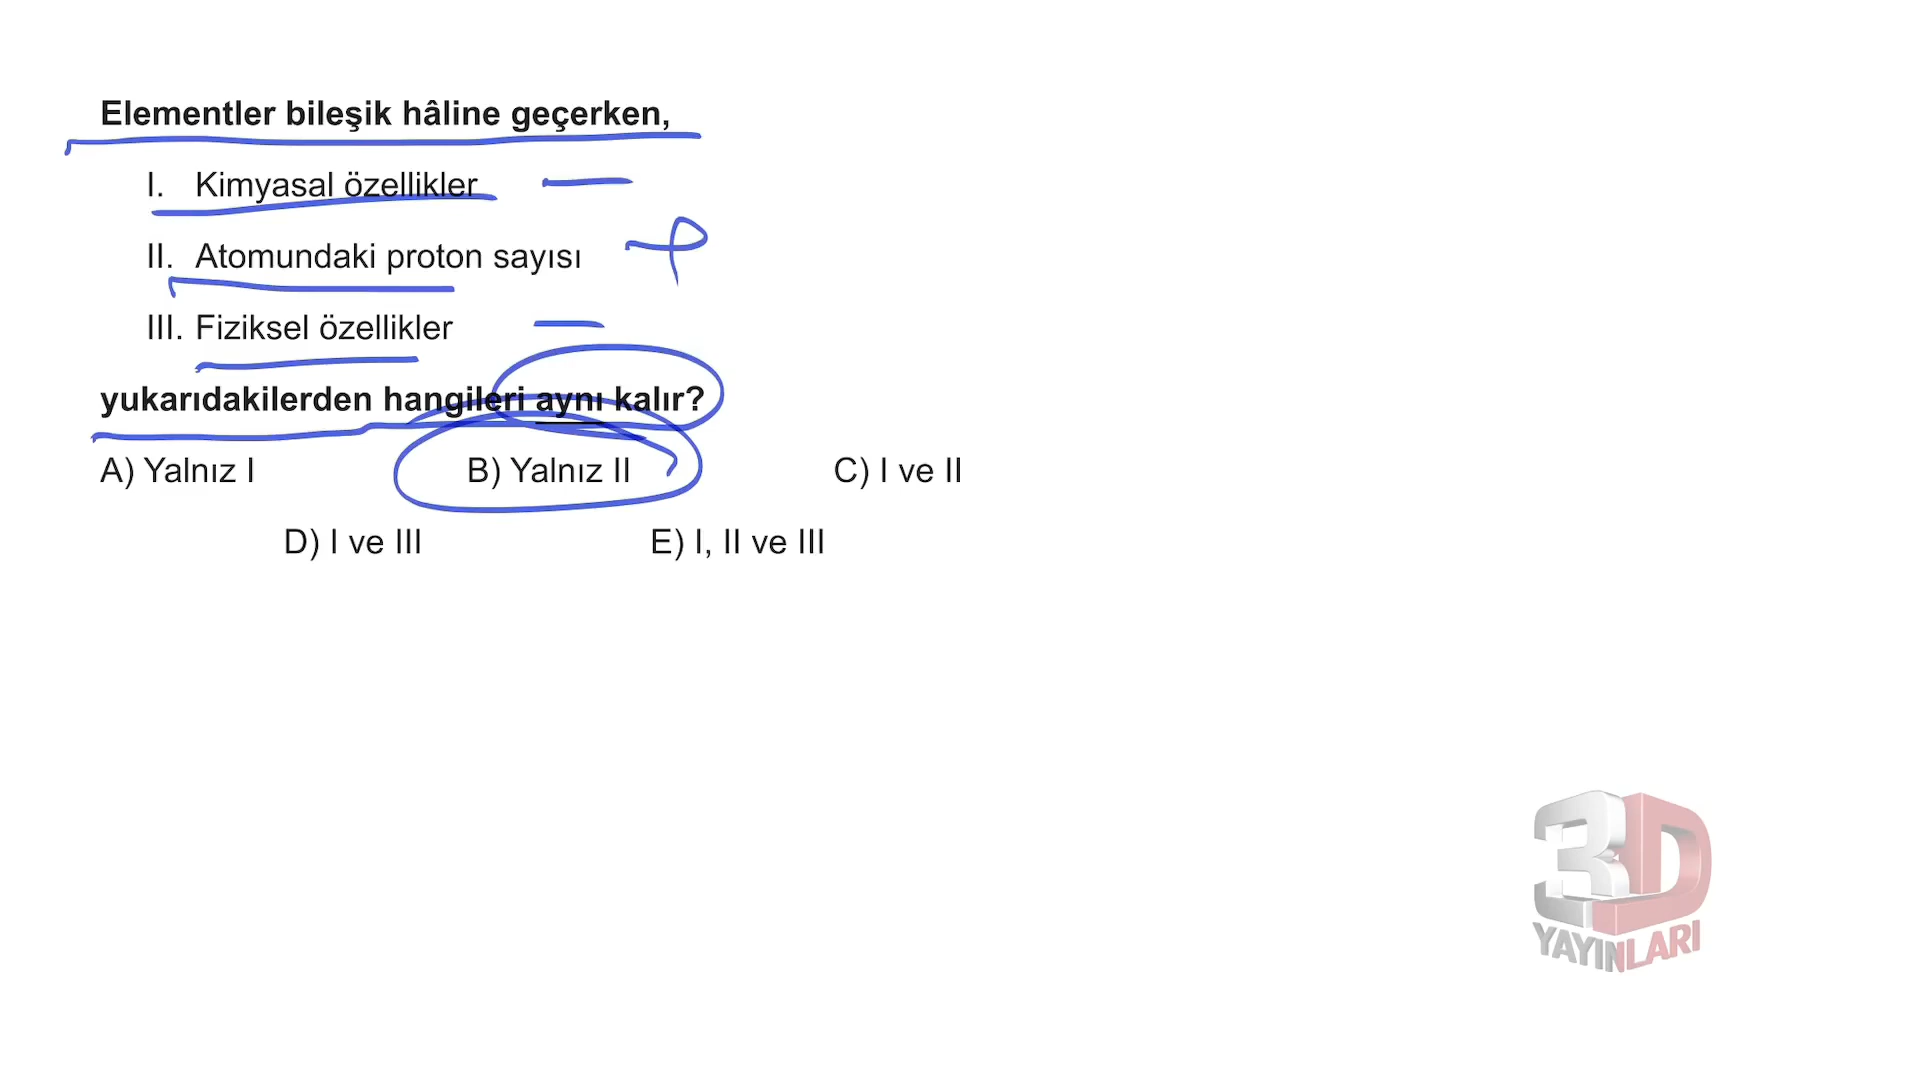 Elementler bileşik hâline geçerken,
I. Kimyasal özellikler
II. Atomundaki proton sayısı
III. Fiziksel özellikler
yukarıdakilerden hangileri aynı kalır?
A) Yalnız I B) Yalnız II C) I ve II
D) I ve III E) I, II ve III
3D
YAYINLARI